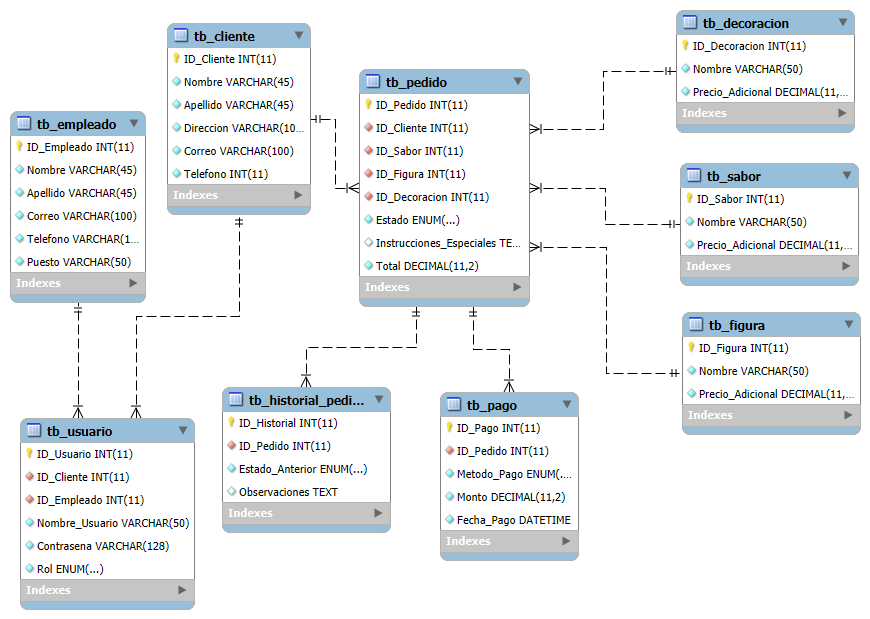 tb_cliente
ID_Cliente INT(11)
Nombre VARCHAR(45)
Apellido VARCHAR(45)
Direccion VARCHAR(10...
Correo VARCHAR(100)
Telefono INT(11)
Indexes
tb_empleado
ID_Empleado INT(11)
Nombre VARCHAR(45)
Apellido VARCHAR(45)
Correo VARCHAR(100)
Telefono VARCHAR(1...
Puesto VARCHAR(50)
Indexes
tb_pedido
ID_Pedido INT(11)
ID_Cliente INT(11)
ID_Sabor INT(11)
ID_Figura INT(11)
ID_Decoracion INT(11)
Estado ENUM(...)
Instrucciones_Especiales TE...
Total DECIMAL(11,2)
Indexes
tb_decoracion
ID_Decoracion INT(11)
Nombre VARCHAR(50)
Precio_Adicional DECIMAL(11,...
Indexes
tb_sabor
ID_Sabor INT(11)
Nombre VARCHAR(50)
Precio_Adicional DECIMAL(11,...
Indexes
tb_figura
ID_Figura INT(11)
Nombre VARCHAR(50)
Precio_Adicional DECIMAL(11,...
Indexes
tb_usuario
ID_Usuario INT(11)
ID_Cliente INT(11)
ID_Empleado INT(11)
Nombre_Usuario VARCHAR(50)
Contrasena VARCHAR(128)
Rol ENUM(...)
Indexes
tb_historial_pedi...
ID_Historial INT(11)
ID_Pedido INT(11)
Estado_Anterior ENUM(...)
Observaciones TEXT
Indexes
tb_pago
ID_Pago INT(11)
ID_Pedido INT(11)
Metodo_Pago ENUM(...
Monto DECIMAL(11,2)
Fecha_Pago DATETIME
Indexes